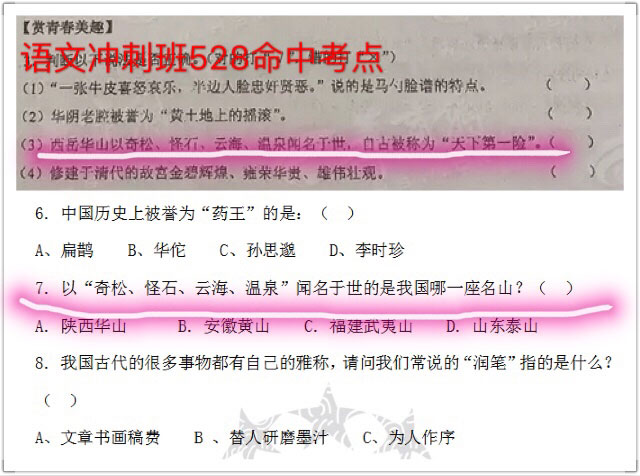 【赏青春美趣】
语文冲刺班528命中考点
(1)“一张牛皮喜怒哀乐，半边人脸忠奸贤恶。”说的是马勺脸谱的特点。 ( )
(2)华阴老腔被誉为“黄土地上的摇滚”。 ( )
(3)西岳华山以奇松、怪石、云海、温泉闻名于世，自古被称为“天下第一险”。( )
(4)修建于清代的故宫金碧辉煌、雍荣华贵、雄伟壮观。 ( )
6. 中国历史上被誉为“药王”的是：（ ）
A、扁鹊 B、华佗 C、孙思邈 D、李时珍
7. 以“奇松、怪石、云海、温泉”闻名于世的是我国哪一座名山？（ ）
A. 陕西华山 B. 安徽黄山 C. 福建武夷山 D. 山东泰山
8. 我国古代的很多事物都有自己的雅称，请问我们常说的“润笔”指的是什么？
（ ）
A、文章书画稿费 B 、替人研磨墨汁 C、为人作序